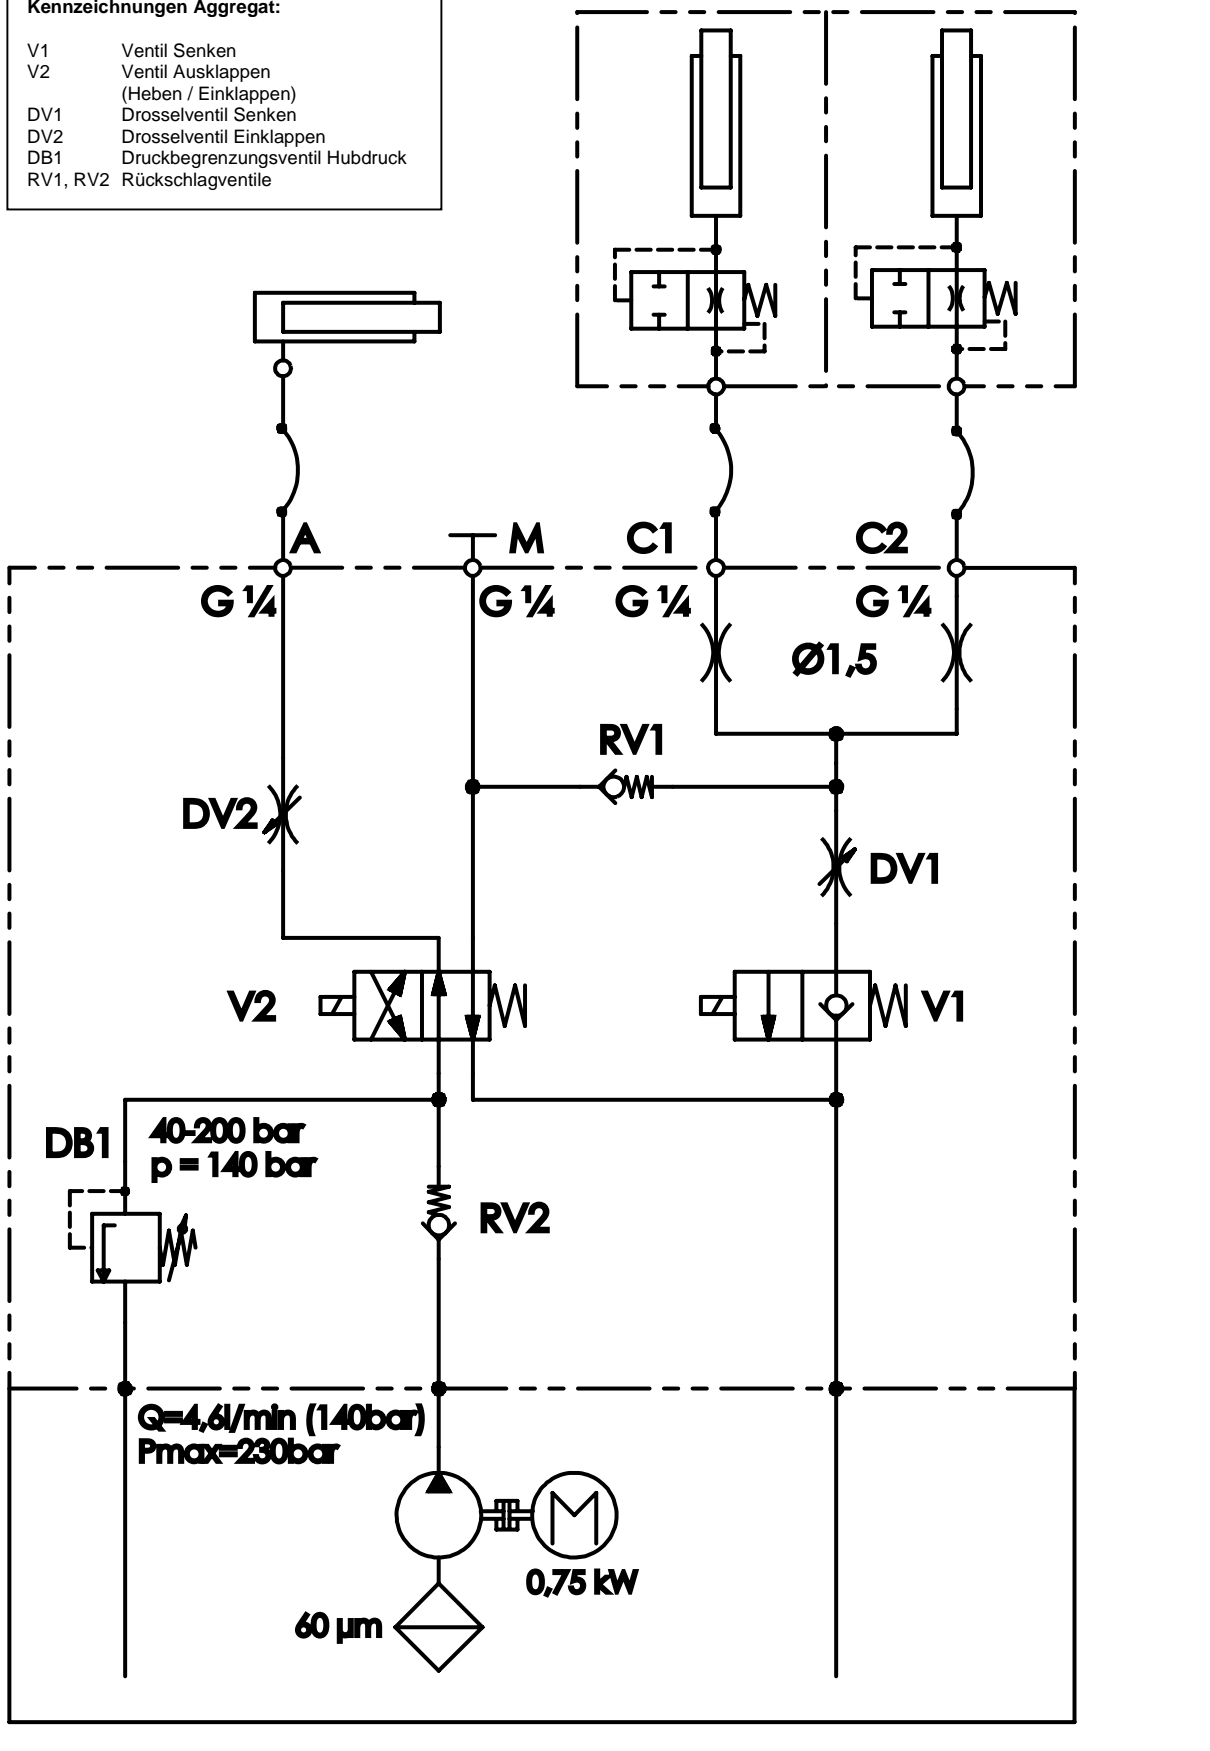 Kennzeichnungen Aggregat:
V1 Ventil Senken
V2 Ventil Ausklappen
(Heben / Einklappen)
DV1 Drosselventil Senken
DV2 Drosselventil Einklappen
DB1 Druckbegrenzungsventil Hubdruck
RV1, RV2 Rückschlagventile
A M C1 C2
G ¼ G ¼ G ¼ G ¼
Ø1,5
RV1
DV2
DV1
V2 V1
DB1
40-200 bar
p = 140 bar
RV2
Q=4,6l/min (140bar)
Pmax=230bar
M
0,75 kW
60 µm